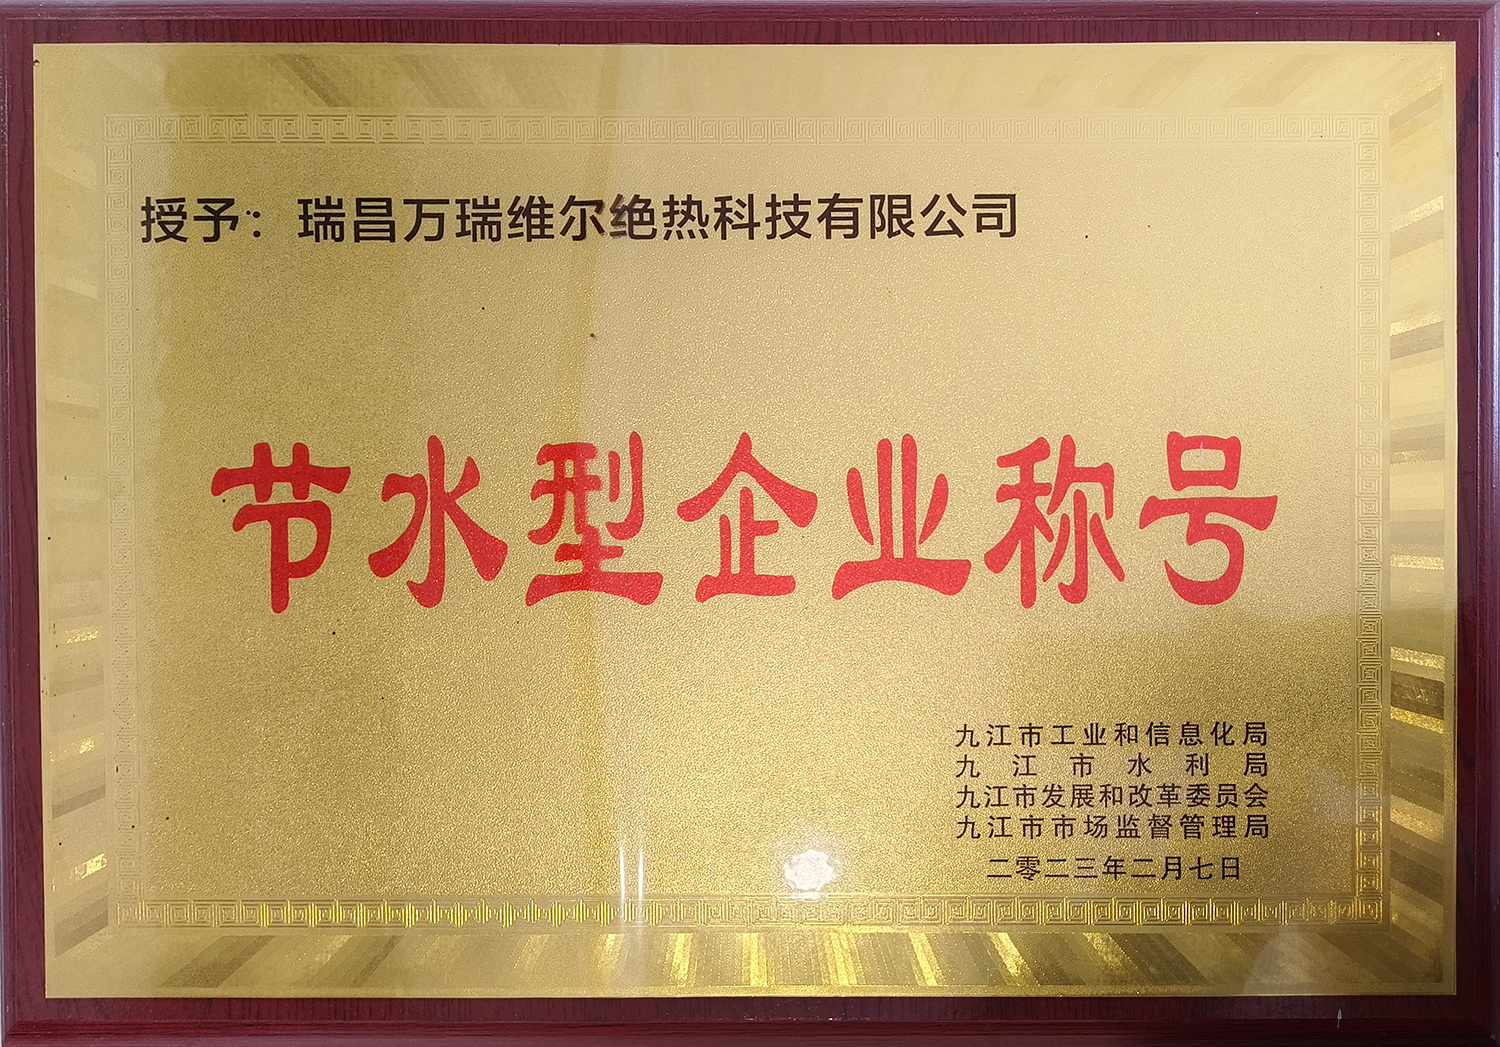 授予：瑞昌万瑞维尔绝热科技有限公司
节水型企业称号
九江市工业和信息化局
九江市水利局
九江市发展和改革委员会
九江市市场监督管理局
二零二三年二月七日